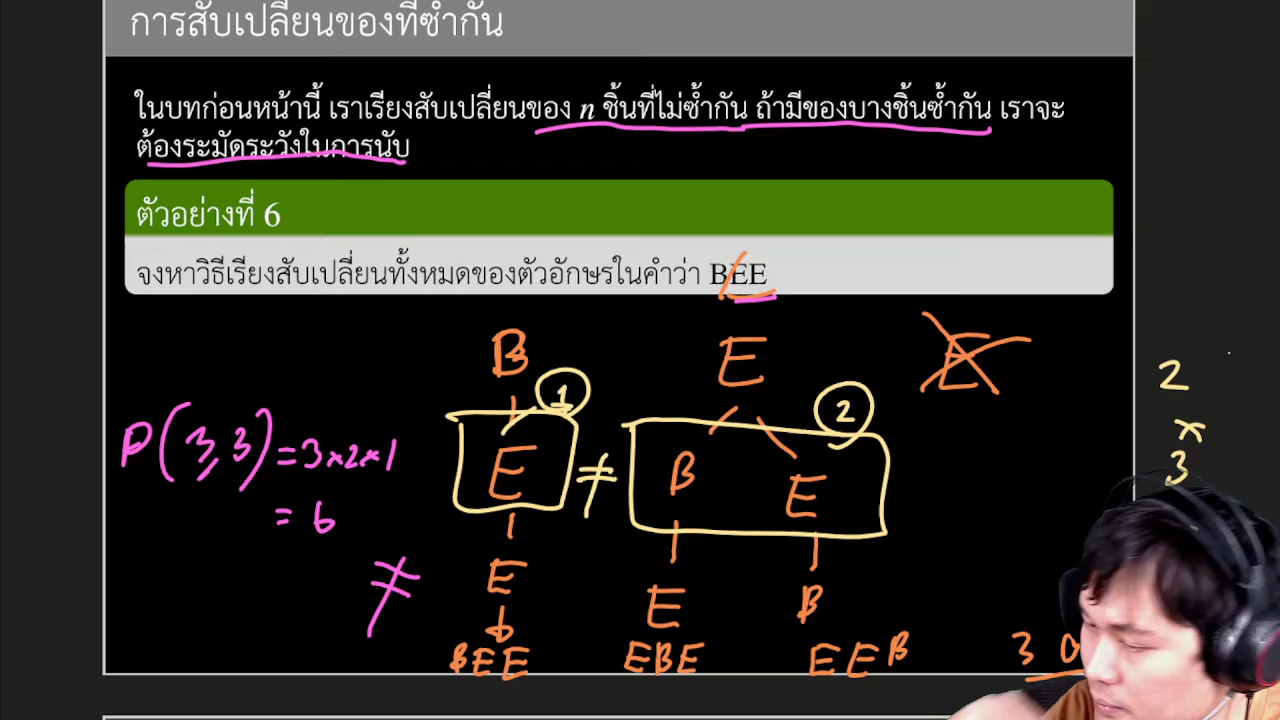 การสับเปลี่ยนของที่ซ้ำกัน
ในบทก่อนหน้านี้ เราเรียงสับเปลี่ยนของ n ชิ้นที่ไม่ซ้ำกัน ถ้ามีของบางชิ้นซ้ำกัน เราจะ
ต้องระมัดระวังในการนับ
ตัวอย่างที่ 6
จงหาวิธีเรียงสับเปลี่ยนทั้งหมดของตัวอักษรในคำว่า BEE
B E E
1 2
2
×
3
P(3,3) = 3×2×1
= 6
≠
E ≠ B E
E E B
BEE EBE EEB
3